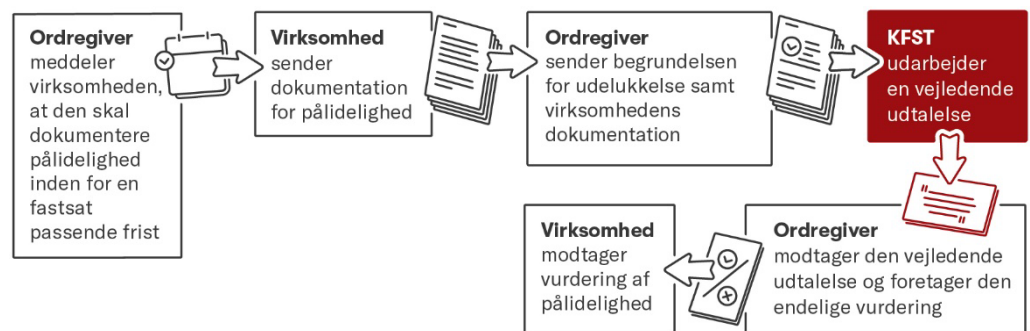 Ordregiver
meddeler
virksomheden,
at den skal
dokumentere
pålidelighed
inden for en
fastsat
passende frist
Virksomhed
sender
dokumentation
for pålidelighed
Ordregiver
sender begrundelsen
for udelukkelse samt
virksomhedens
dokumentation
KFST
udarbejder
en vejledende
udtalelse
Ordregiver
modtager den vejledende
udtalelse og foretager den
endelige vurdering
Virksomhed
modtager
vurdering af
pålidelighed